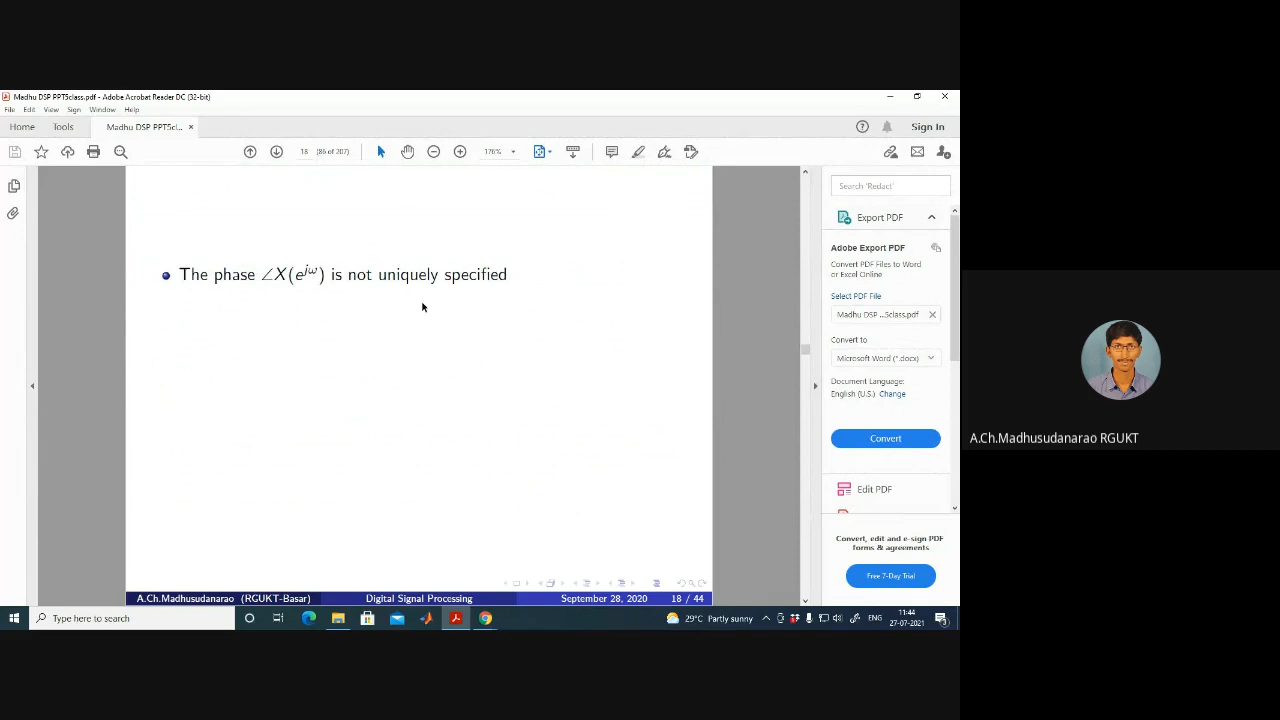 Madhu DSP PPT5class.pdf - Adobe Acrobat Reader DC (32-bit)
File Edit View Sign Window Help
Home Tools Madhu DSP PPT5cl... × Sign In
18 (86 of 207) 176%
Search 'Redact'
Export PDF
Adobe Export PDF
Convert PDF Files to Word
or Excel Online
Select PDF File
Madhu DSP ...5class.pdf
Convert to
Microsoft Word (*.docx)
Document Language:
English (U.S.) Change
Convert
Edit PDF
Convert, edit and e-sign PDF
forms & agreements
Free 7-Day Trial
The phase ∠X(e^{jω}) is not uniquely specified
A.Ch.Madhusudanarao (RGUKT-Basar) Digital Signal Processing September 28, 2020 18 / 44
Type here to search 29°C Partly sunny ENG 11:44
27-07-2021
A.Ch.Madhusudanarao RGUKT